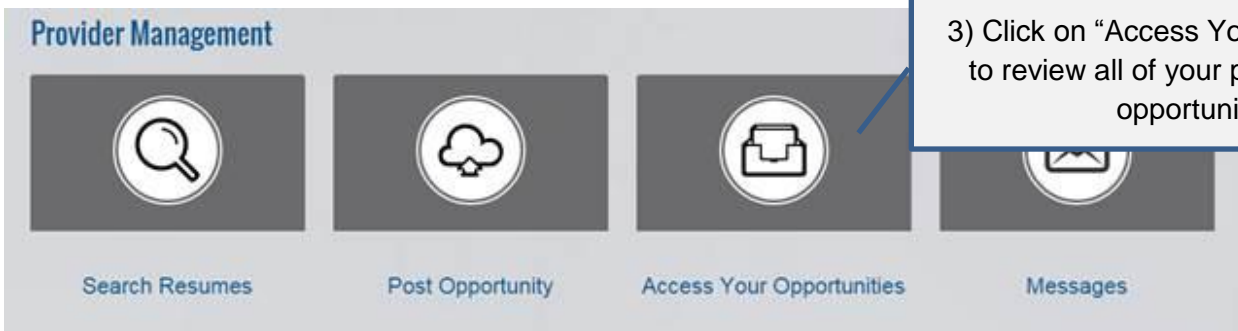 Provider Management
3) Click on “Access
to review all of your
Search Resumes
Post Opportunity
Access Your Opportunities
Messages